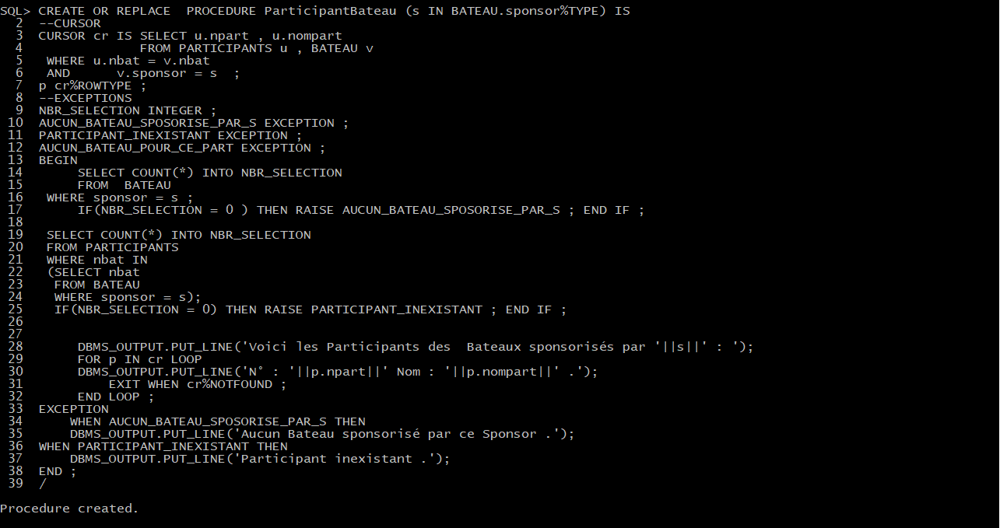 SQL> CREATE OR REPLACE  PROCEDURE ParticipantBateau (s IN BATEAU.sponsor%TYPE) IS
  2  --CURSOR
  3  CURSOR cr IS SELECT u.npart , u.nompart
  4               FROM PARTICIPANTS u , BATEAU v
  5   WHERE u.nbat = v.nbat
  6   AND      v.sponsor = s  ;
  7  p cr%ROWTYPE ;
  8  --EXCEPTIONS
  9  NBR_SELECTION INTEGER ;
 10  AUCUN_BATEAU_SPOSORISE_PAR_S EXCEPTION ;
 11  PARTICIPANT_INEXISTANT EXCEPTION ;
 12  AUCUN_BATEAU_POUR_CE_PART EXCEPTION ;
 13  BEGIN
 14       SELECT COUNT(*) INTO NBR_SELECTION
 15       FROM  BATEAU
 16   WHERE sponsor = s ;
 17       IF(NBR_SELECTION = 0 ) THEN RAISE AUCUN_BATEAU_SPOSORISE_PAR_S ; END IF ;
 18
 19   SELECT COUNT(*) INTO NBR_SELECTION
 20   FROM PARTICIPANTS
 21   WHERE nbat IN
 22   (SELECT nbat
 23    FROM BATEAU
 24    WHERE sponsor = s);
 25    IF(NBR_SELECTION = 0) THEN RAISE PARTICIPANT_INEXISTANT ; END IF ;
 26
 27
 28       DBMS_OUTPUT.PUT_LINE('Voici les Participants des  Bateaux sponsorisés par '||s||' : ');
 29       FOR p IN cr LOOP
 30       DBMS_OUTPUT.PUT_LINE('N° : '||p.npart||' Nom : '||p.nompart||' .');
 31           EXIT WHEN cr%NOTFOUND ;
 32       END LOOP ;
 33  EXCEPTION
 34      WHEN AUCUN_BATEAU_SPOSORISE_PAR_S THEN
 35      DBMS_OUTPUT.PUT_LINE('Aucun Bateau sponsorisé par ce Sponsor .');
 36  WHEN PARTICIPANT_INEXISTANT THEN
 37      DBMS_OUTPUT.PUT_LINE('Participant inexistant .');
 38  END ;
 39  /
Procedure created.